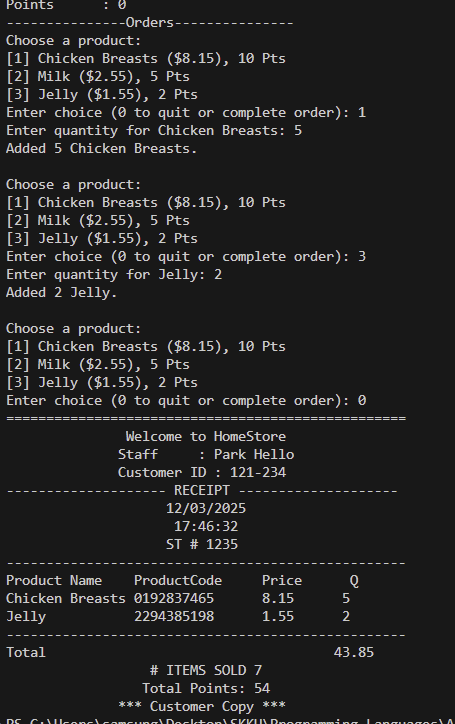 Points      : 0
---------------Orders---------------
Choose a product:
[1] Chicken Breasts ($8.15), 10 Pts
[2] Milk ($2.55), 5 Pts
[3] Jelly ($1.55), 2 Pts
Enter choice (0 to quit or complete order): 1
Enter quantity for Chicken Breasts: 5
Added 5 Chicken Breasts.

Choose a product:
[1] Chicken Breasts ($8.15), 10 Pts
[2] Milk ($2.55), 5 Pts
[3] Jelly ($1.55), 2 Pts
Enter choice (0 to quit or complete order): 3
Enter quantity for Jelly: 2
Added 2 Jelly.

Choose a product:
[1] Chicken Breasts ($8.15), 10 Pts
[2] Milk ($2.55), 5 Pts
[3] Jelly ($1.55), 2 Pts
Enter choice (0 to quit or complete order): 0
==================================================
               Welcome to HomeStore
              Staff     : Park Hello
              Customer ID : 121-234
-------------------- RECEIPT --------------------
                    12/03/2025
                     17:46:32
                    ST # 1235
--------------------------------------------------
Product Name    ProductCode     Price      Q
Chicken Breasts 0192837465      8.15      5
Jelly           2294385198      1.55      2
--------------------------------------------------
Total                                    43.85
                  # ITEMS SOLD 7
                 Total Points: 54
              *** Customer Copy ***
PS C:\Users\samsung\Desktop\SKKU\Programming Languages\A